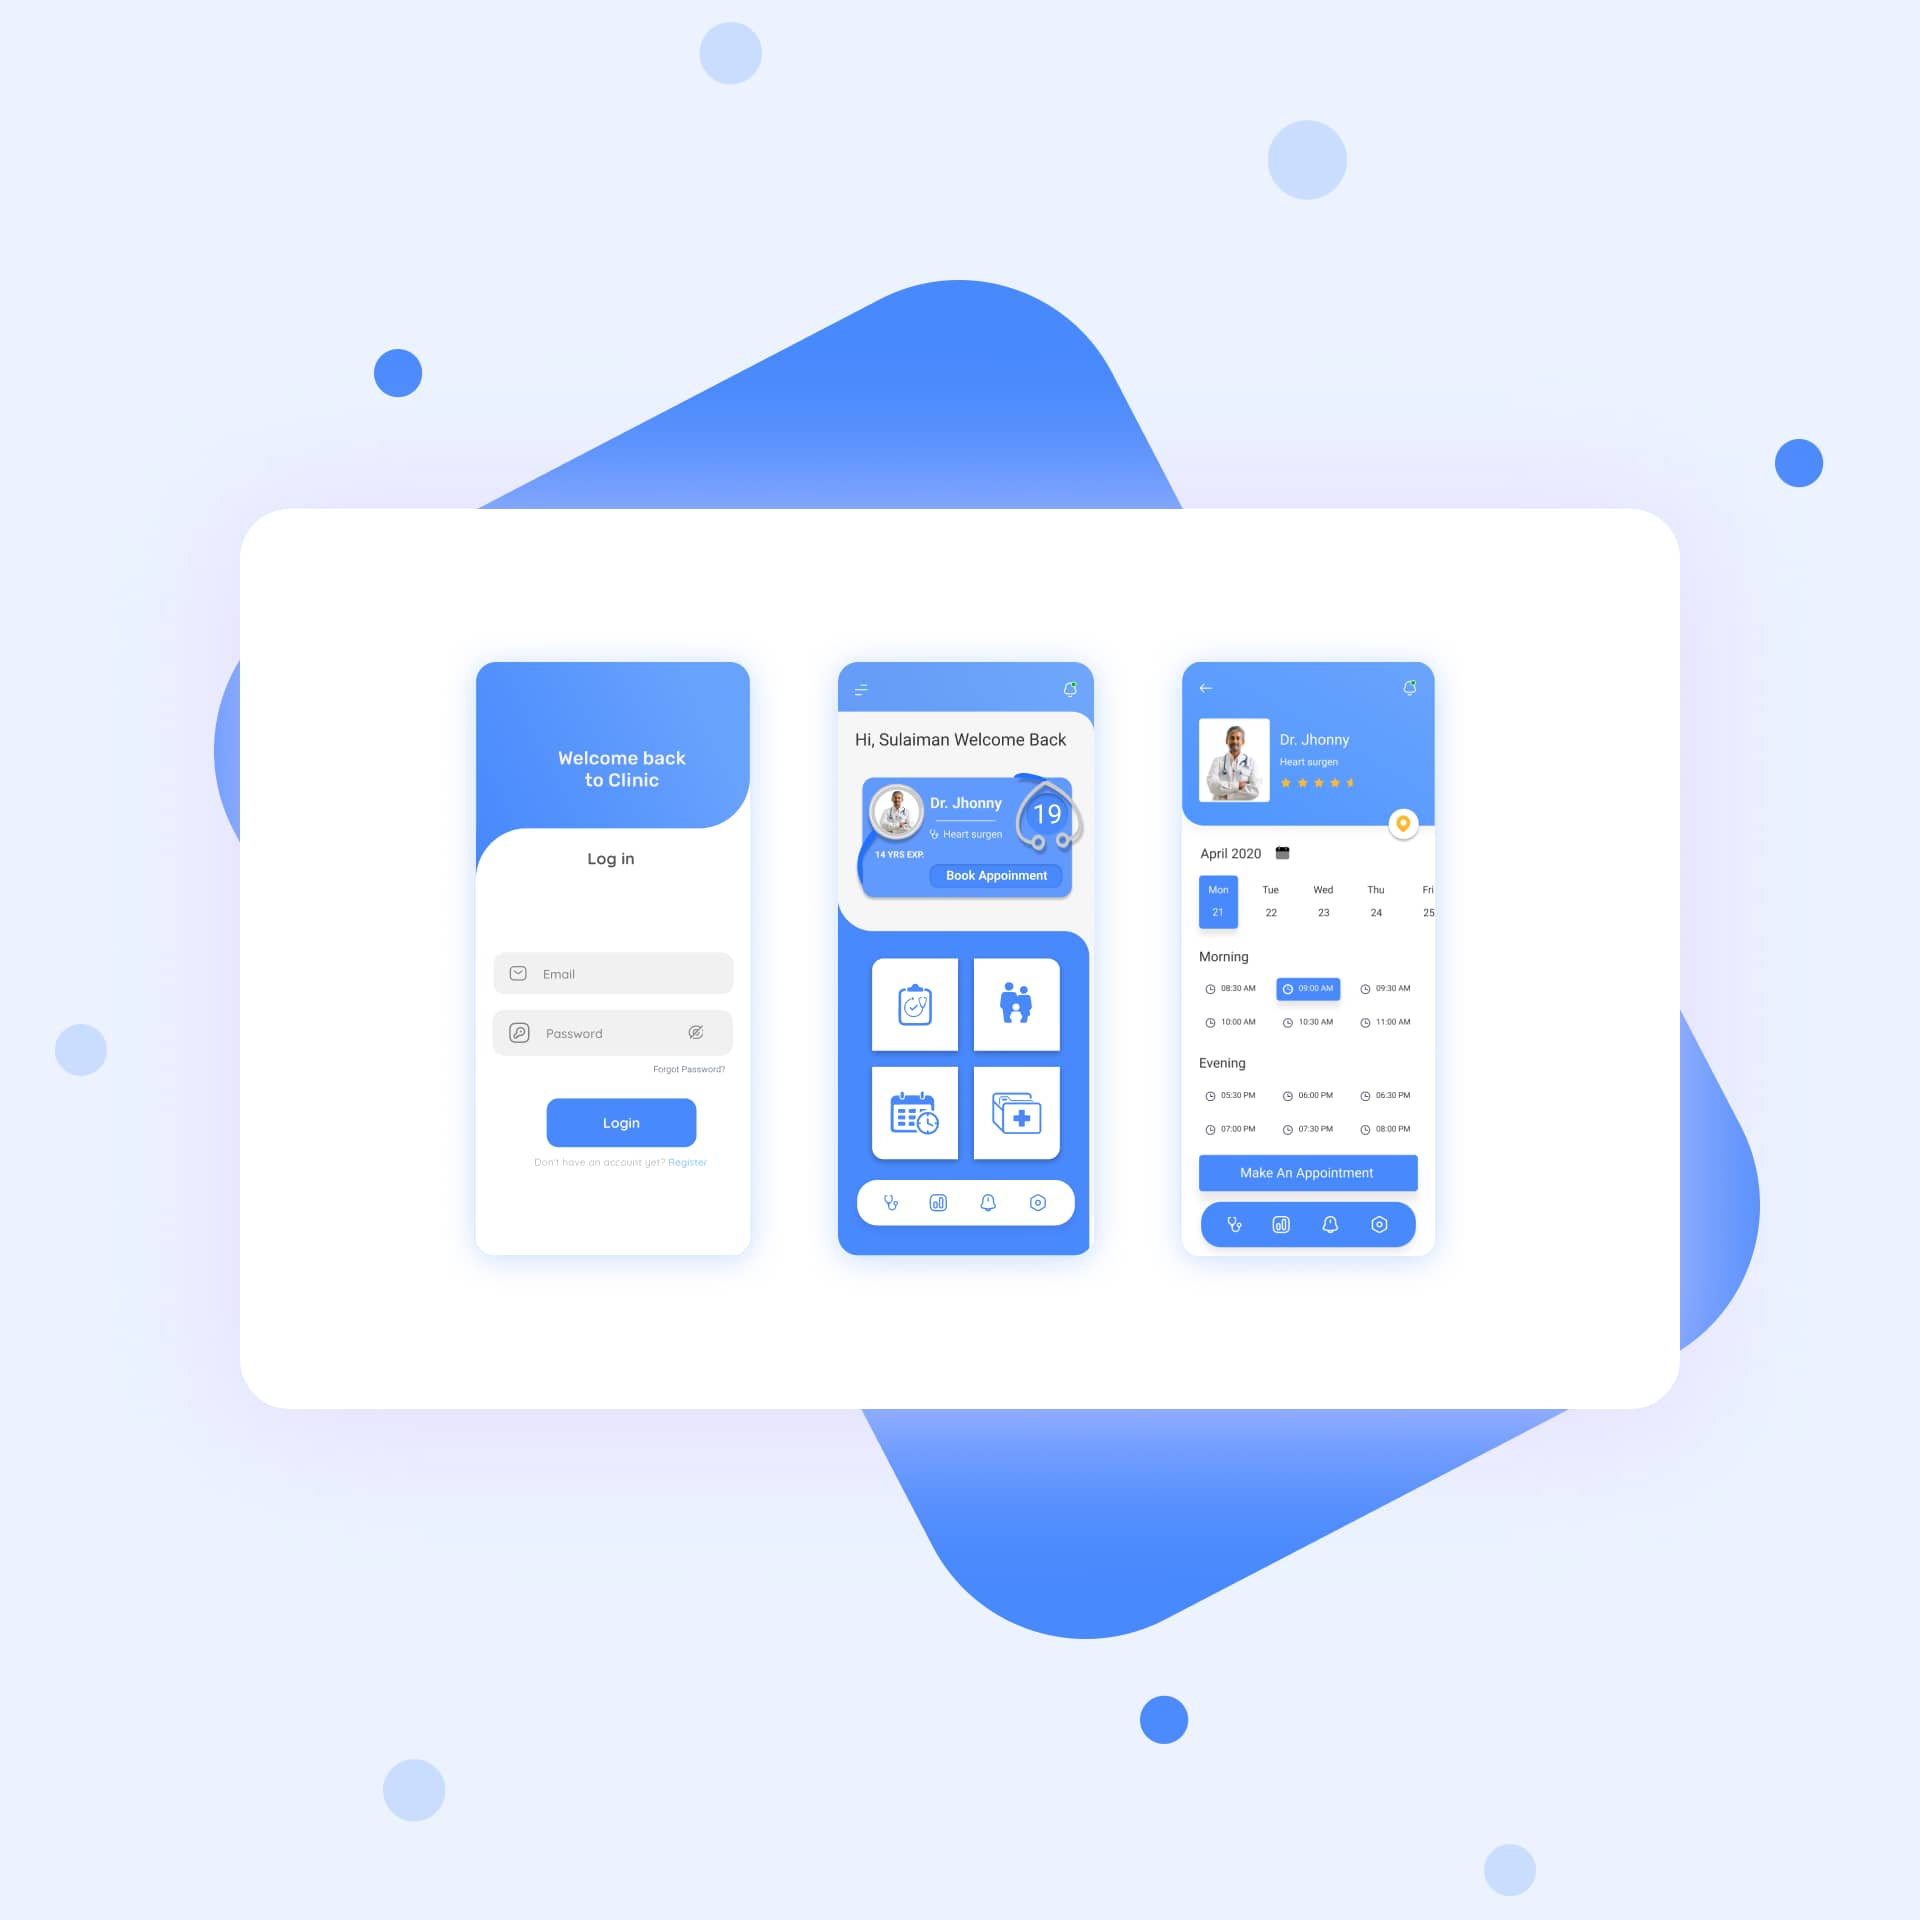 Welcome back
to Clinic
Log in
Email
Password
Forgot Password?
Login
Don't have an account yet? Register
Hi, Sulaiman Welcome Back
Dr. Jhonny
19
Heart surgen
14 YRS EXP.
Book Appoinment
Dr. Jhonny
Heart surgen
April 2020
Mon Tue Wed Thu Fri
21 22 23 24 25
Morning
08:30 AM 09:00 AM 09:30 AM
10:00 AM 10:30 AM 11:00 AM
Evening
05:30 PM 06:00 PM 06:30 PM
07:00 PM 07:30 PM 08:00 PM
Make An Appointment